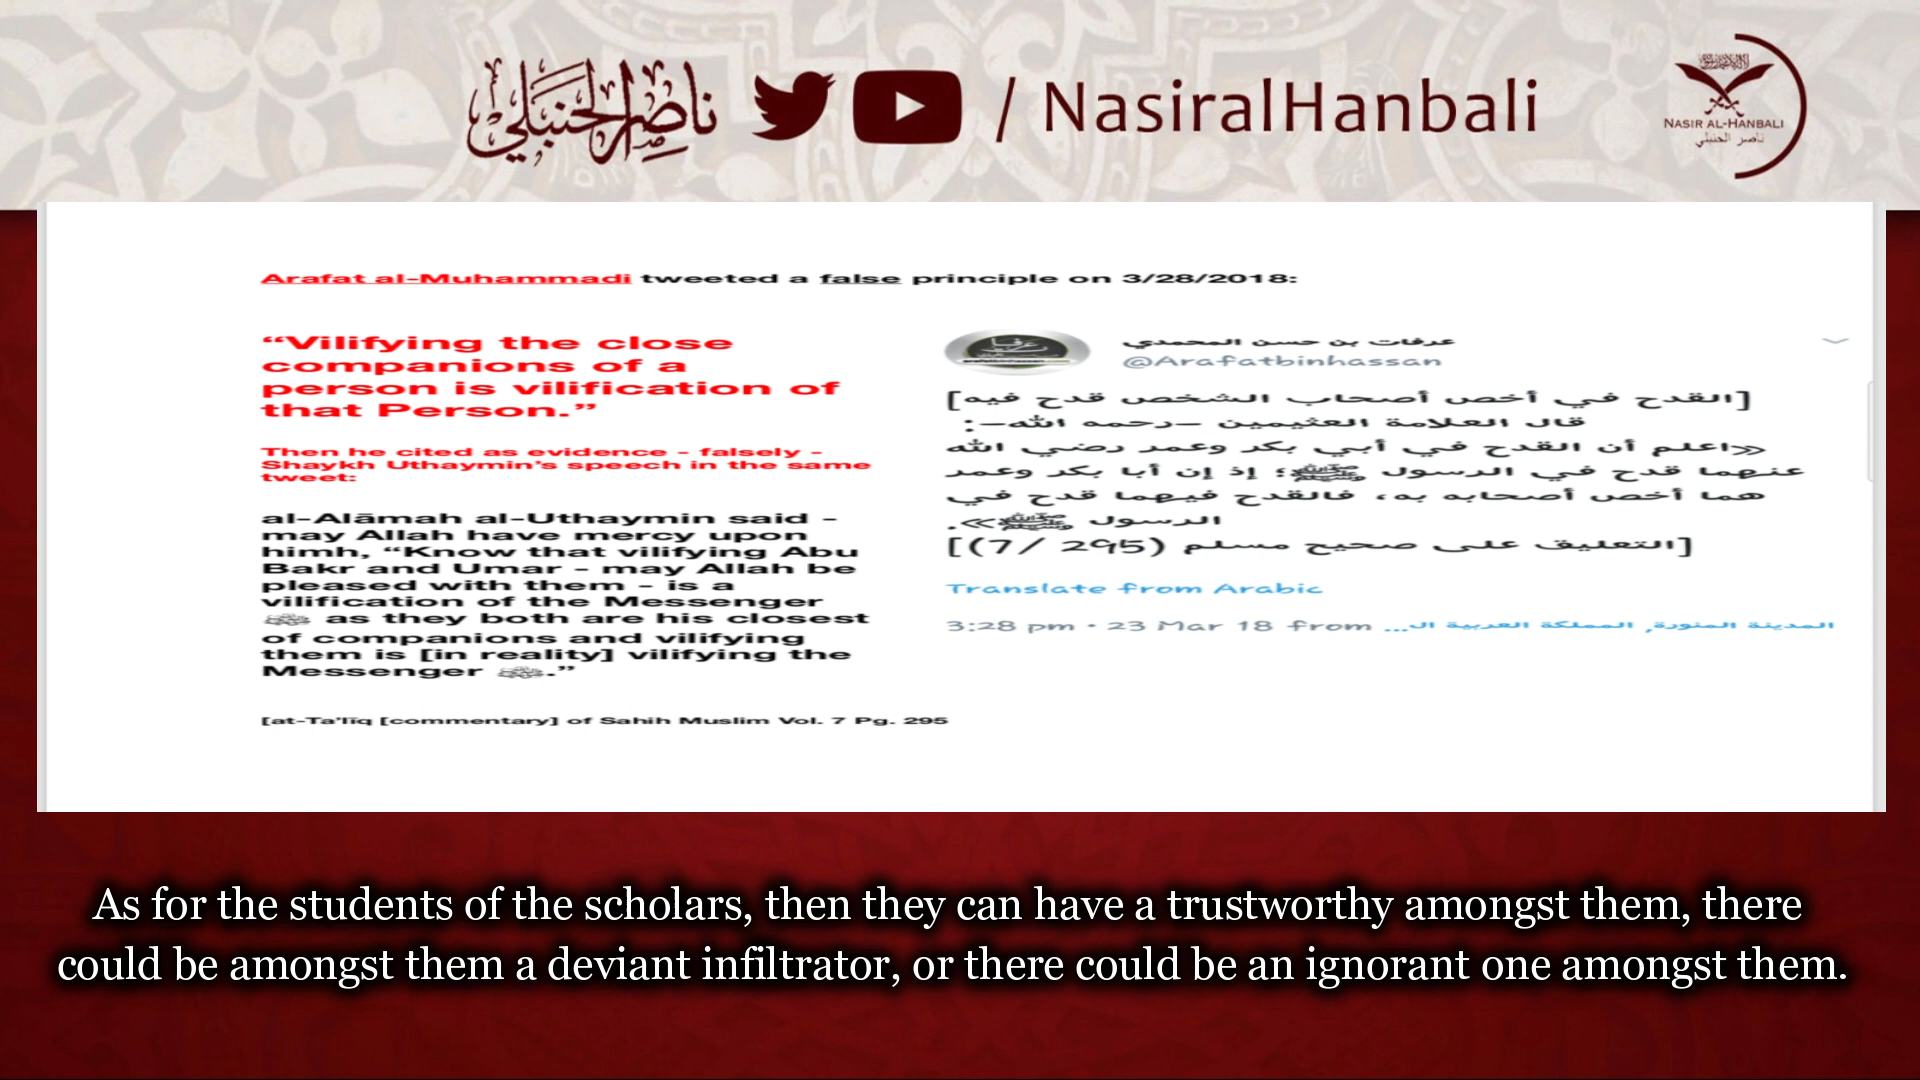 ناصر الحنبلي
/ NasiralHanbali
NASIR AL-HANBALI
ناصر الحنبلي
Arafat al-Muhammadi tweeted a false principle on 3/28/2018:
“Vilifying the close
companions of a
person is vilification of
that Person.”
Then he cited as evidence - falsely -
Shaykh Uthaymin’s speech in the same
tweet:
al-Alāmah al-Uthaymin said -
may Allah have mercy upon
himh, “Know that vilifying Abu
Bakr and Umar - may Allah be
pleased with them - is a
vilification of the Messenger
ﷺ as they both are his closest
of companions and vilifying
them is [in reality] vilifying the
Messenger ﷺ.”
[at-Ta’līq [commentary] of Sahih Muslim Vol. 7 Pg. 295
عرفات بن حسن المحمدي
@Arafatbinhassan
[القدح في أخص أصحاب الشخص قدح فيه]
قال العلامة العثيمين –رحمه الله–:
«اعلم أن القدح في أبي بكر وعمر رضي الله
عنهما قدح في الرسول ﷺ؛ إذ إن أبا بكر وعمر
هما أخص أصحابه به، فالقدح فيهما قدح في
الرسول ﷺ».
[التعليق على صحيح مسلم (7/ 295)]
Translate from Arabic
3:28 pm • 23 Mar 18 from المدينة المنورة, المملكة العربية ال...
As for the students of the scholars, then they can have a trustworthy amongst them, there
could be amongst them a deviant infiltrator, or there could be an ignorant one amongst them.